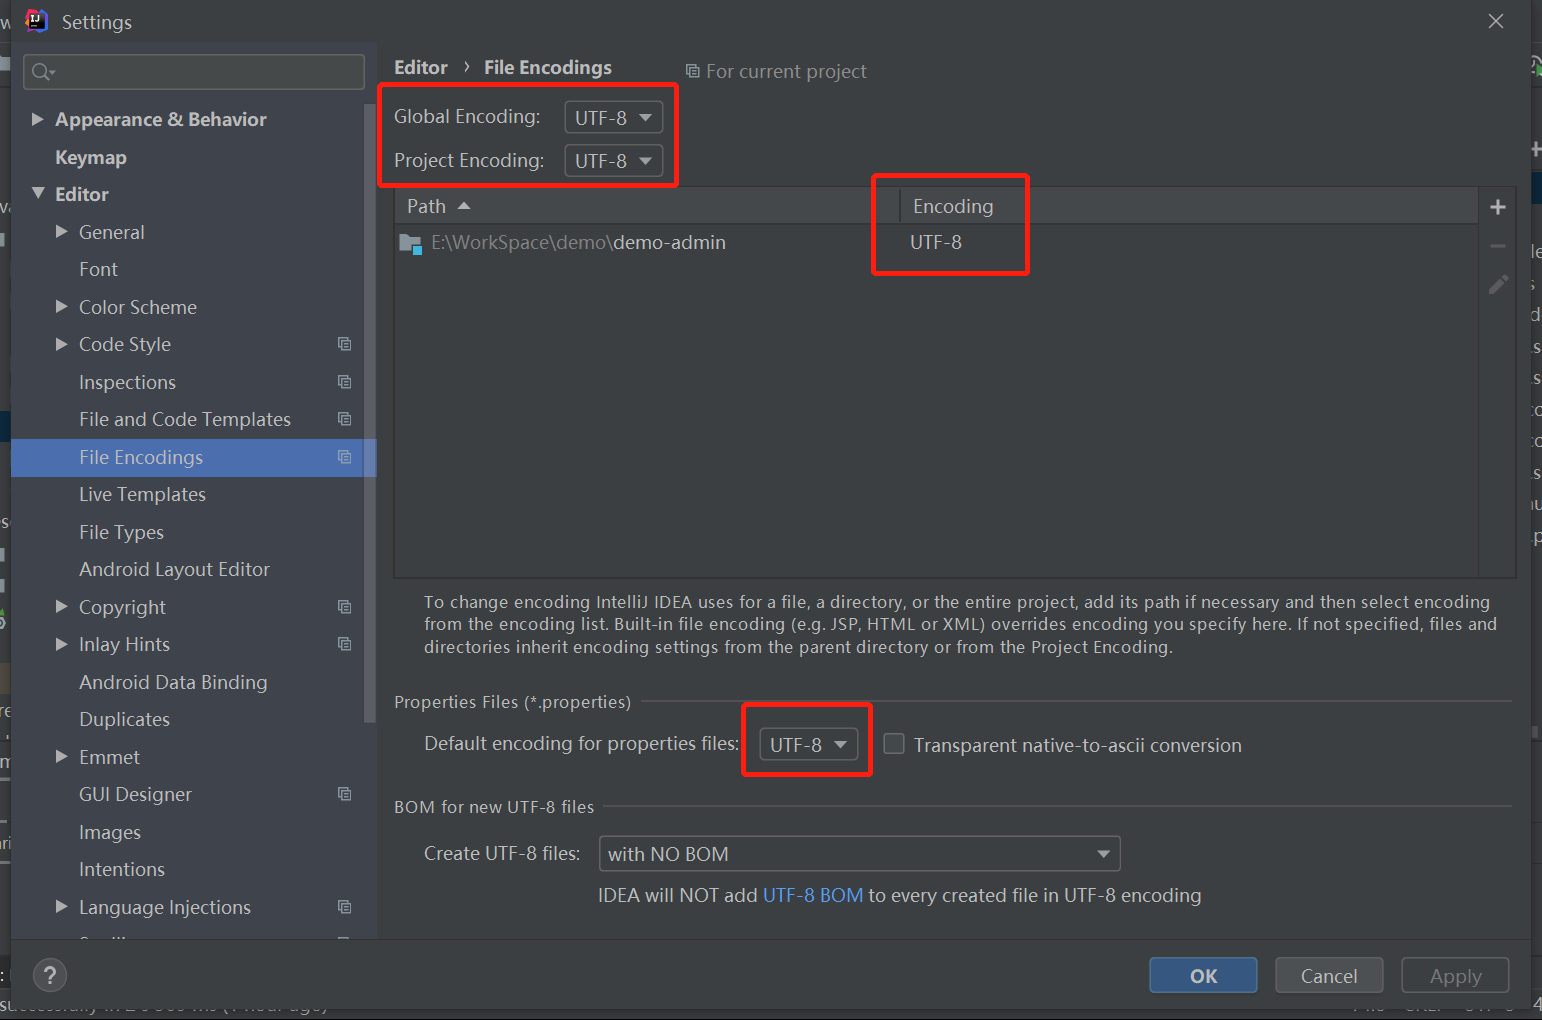 Settings
Editor › File Encodings For current project
Global Encoding: UTF-8
Project Encoding: UTF-8
Path Encoding
E:\WorkSpace\demo\demo-admin UTF-8
Appearance & Behavior
Keymap
Editor
General
Font
Color Scheme
Code Style
Inspections
File and Code Templates
File Encodings
Live Templates
File Types
Android Layout Editor
Copyright
Inlay Hints
Android Data Binding
Duplicates
Emmet
GUI Designer
Images
Intentions
Language Injections
To change encoding IntelliJ IDEA uses for a file, a directory, or the entire project, add its path if necessary and then select encoding
from the encoding list. Built-in file encoding (e.g. JSP, HTML or XML) overrides encoding you specify here. If not specified, files and
directories inherit encoding settings from the parent directory or from the Project Encoding.
Properties Files (*.properties)
Default encoding for properties files: UTF-8 Transparent native-to-ascii conversion
BOM for new UTF-8 files
Create UTF-8 files: with NO BOM
IDEA will NOT add UTF-8 BOM to every created file in UTF-8 encoding
? OK Cancel Apply